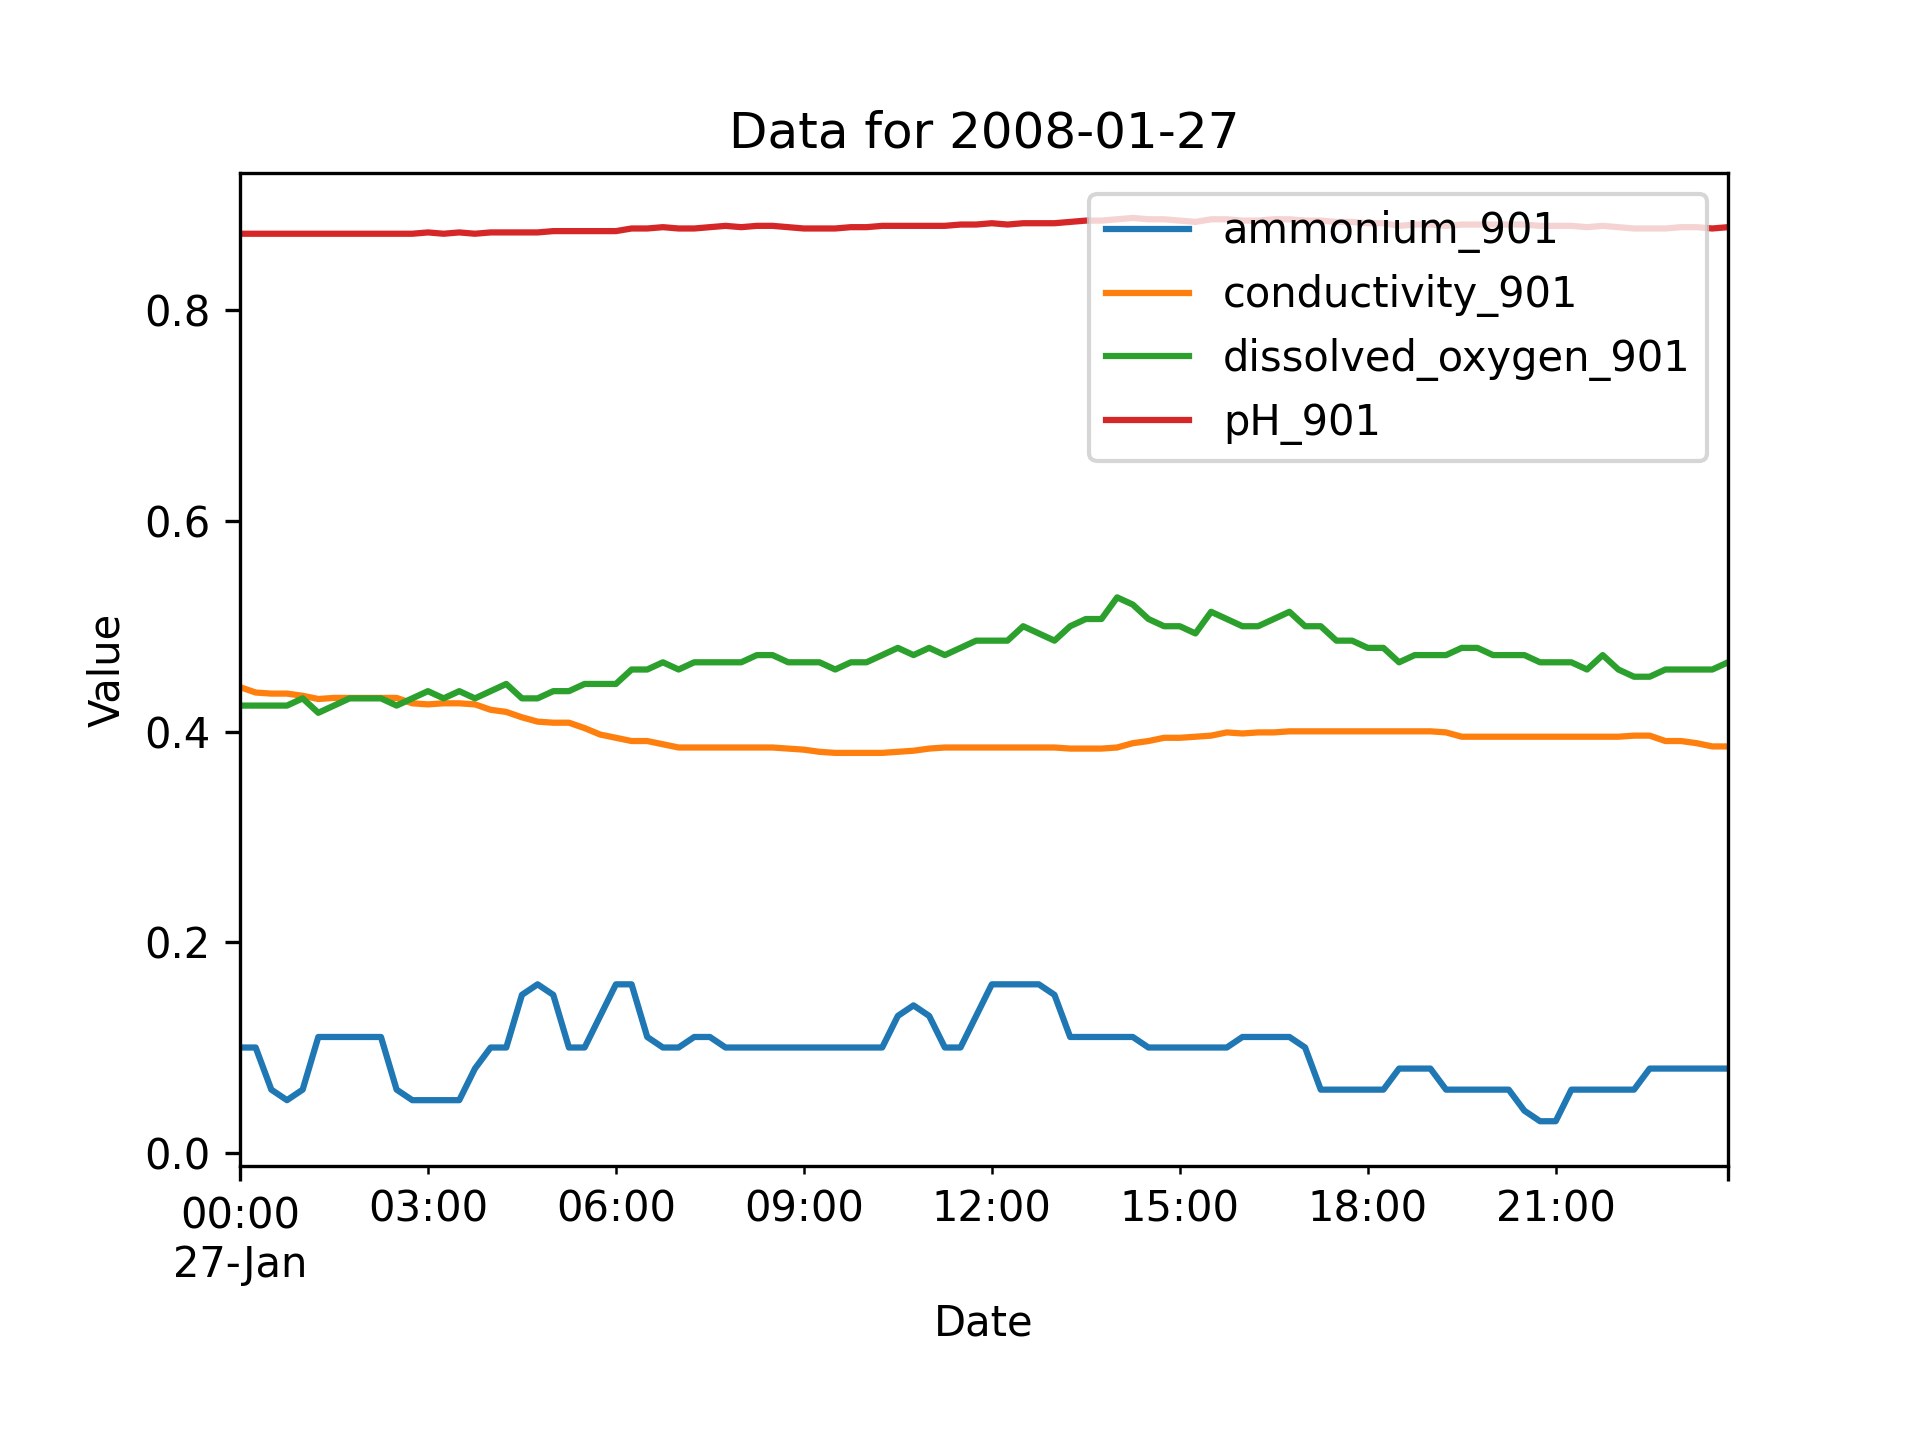 Data for 2008-01-27
ammonium_901
conductivity_901
dissolved_oxygen_901
pH_901
0.8
0.6
0.4
0.2
0.0
Value
00:00 03:00 06:00 09:00 12:00 15:00 18:00 21:00
27-Jan
Date